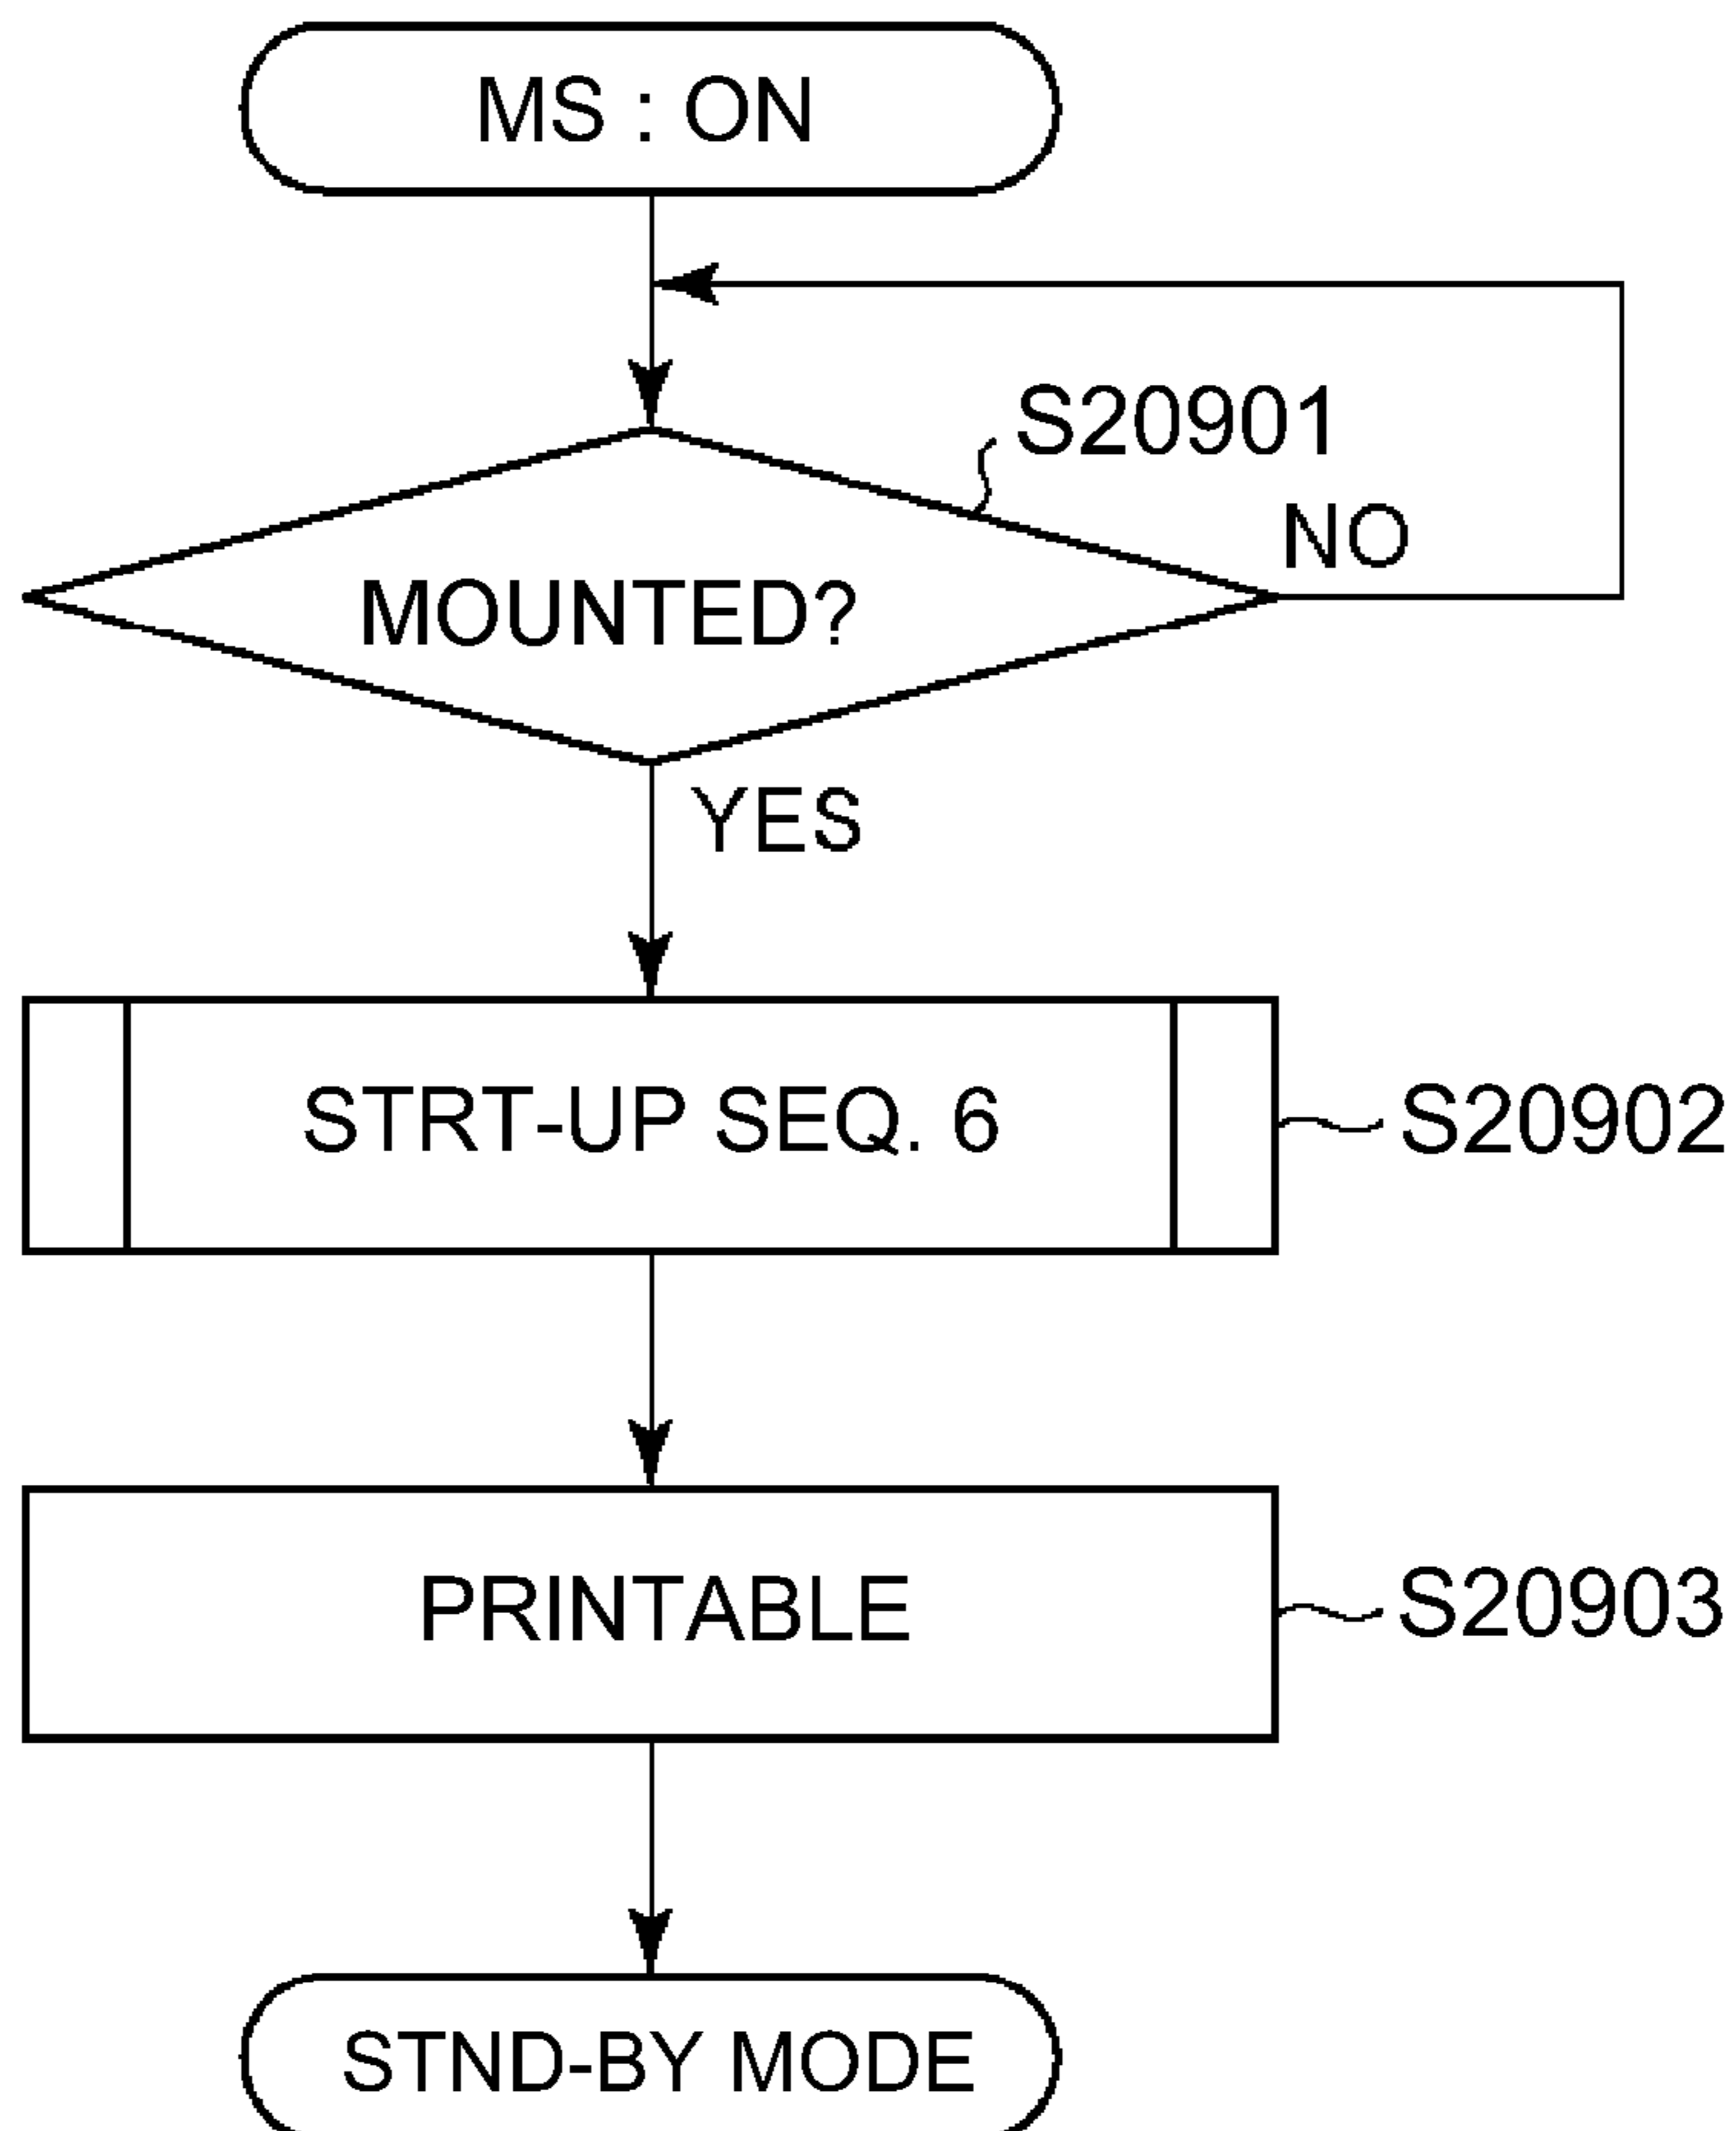 MS : ON
S20901
NO
MOUNTED?
YES
STRT-UP SEQ. 6
S20902
PRINTABLE
S20903
STND-BY MODE